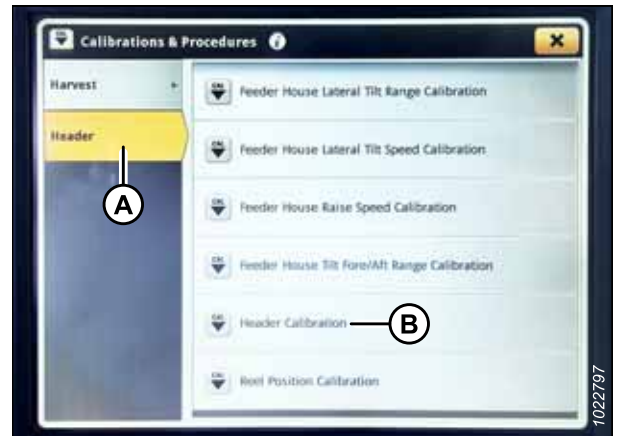 Calibrations & Procedures
Harvest
Header
Feeder House Lateral Tilt Range Calibration
Feeder House Lateral Tilt Speed Calibration
Feeder House Raise Speed Calibration
Feeder House Tilt Fore/Aft Range Calibration
Header Calibration
Reel Position Calibration
A
B
1022797